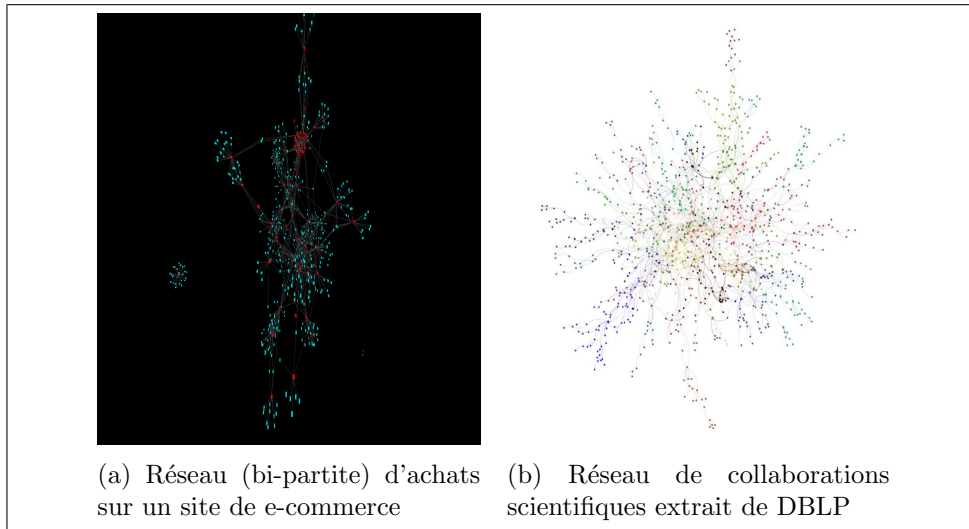 (a) Réseau (bi-partite) d'achats
sur un site de e-commerce
(b) Réseau de collaborations
scientifiques extrait de DBLP